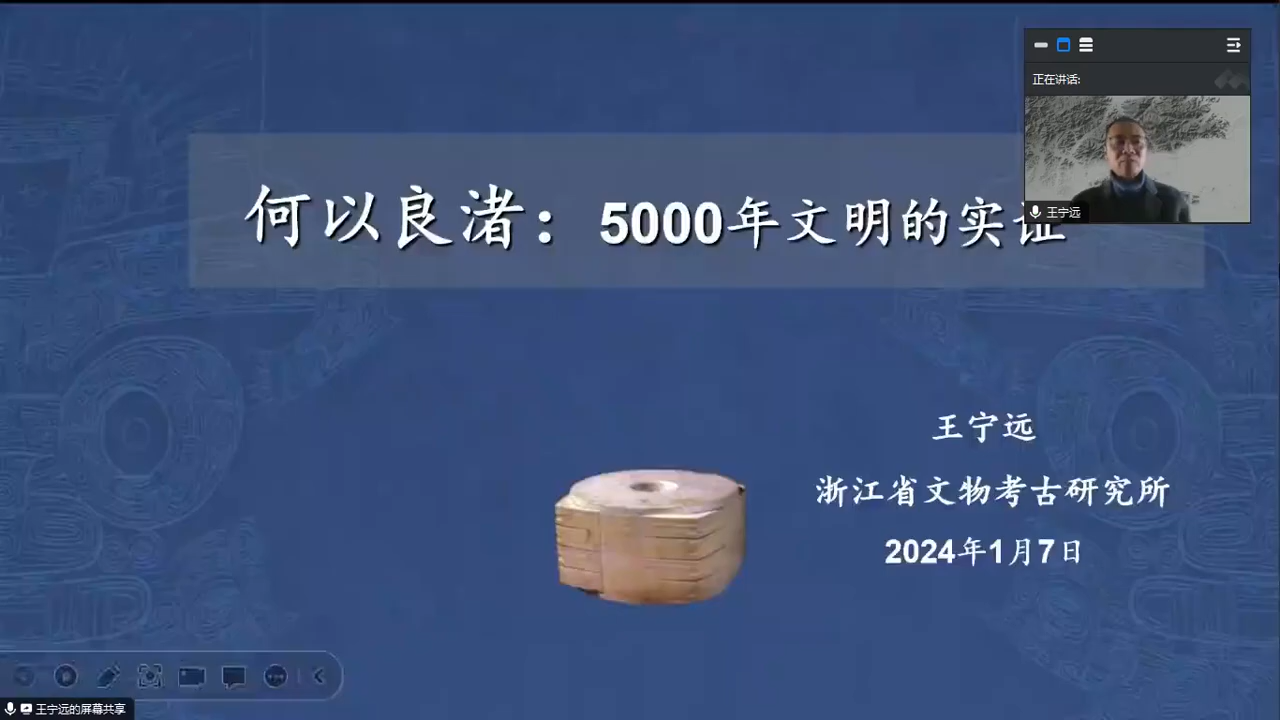 正在讲话:
王宁远
何以良渚：5000年文明的实证
王宁远
浙江省文物考古研究所
2024年1月7日
王宁远的屏幕共享